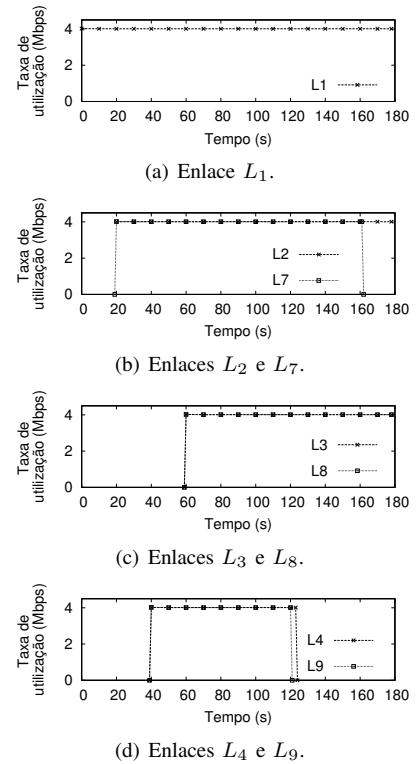 Taxa de
utilização (Mbps)
4
2
0
L1
0 20 40 60 80 100 120 140 160 180
Tempo (s)
(a) Enlace L1.
Taxa de
utilização (Mbps)
4
2
0
L2
L7
0 20 40 60 80 100 120 140 160 180
Tempo (s)
(b) Enlaces L2 e L7.
Taxa de
utilização (Mbps)
4
2
0
L3
L8
0 20 40 60 80 100 120 140 160 180
Tempo (s)
(c) Enlaces L3 e L8.
Taxa de
utilização (Mbps)
4
2
0
L4
L9
0 20 40 60 80 100 120 140 160 180
Tempo (s)
(d) Enlaces L4 e L9.